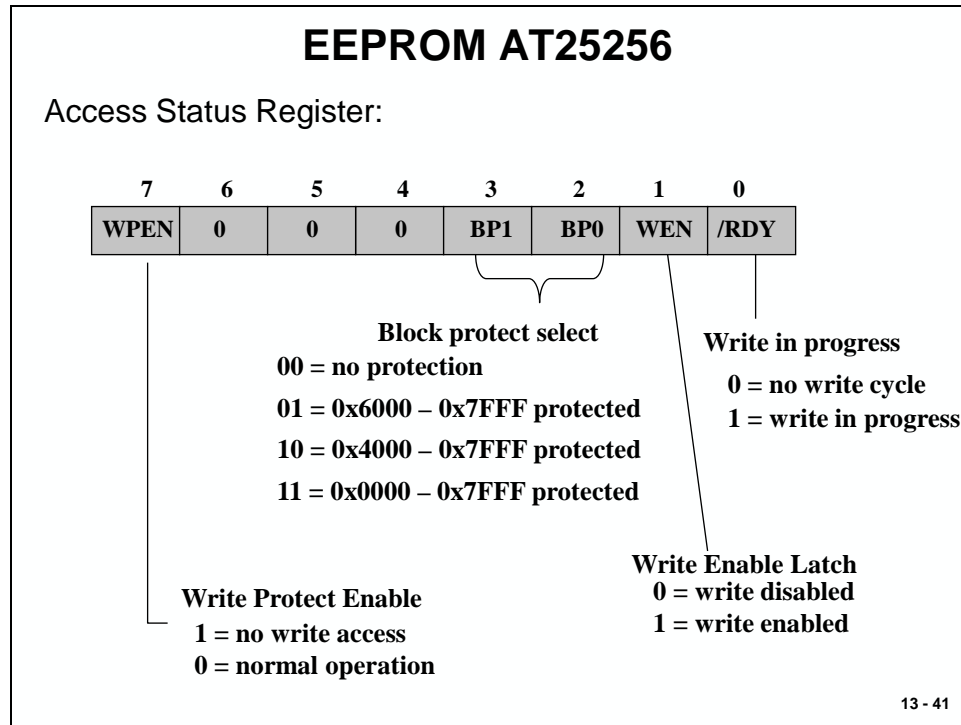 EEPROM AT25256
Access Status Register:
7 6 5 4 3 2 1 0
WPEN 0 0 0 BP1 BP0 WEN /RDY
Block protect select
00 = no protection
01 = 0x6000 – 0x7FFF protected
10 = 0x4000 – 0x7FFF protected
11 = 0x0000 – 0x7FFF protected
Write in progress
0 = no write cycle
1 = write in progress
Write Enable Latch
0 = write disabled
1 = write enabled
Write Protect Enable
1 = no write access
0 = normal operation
13 - 41